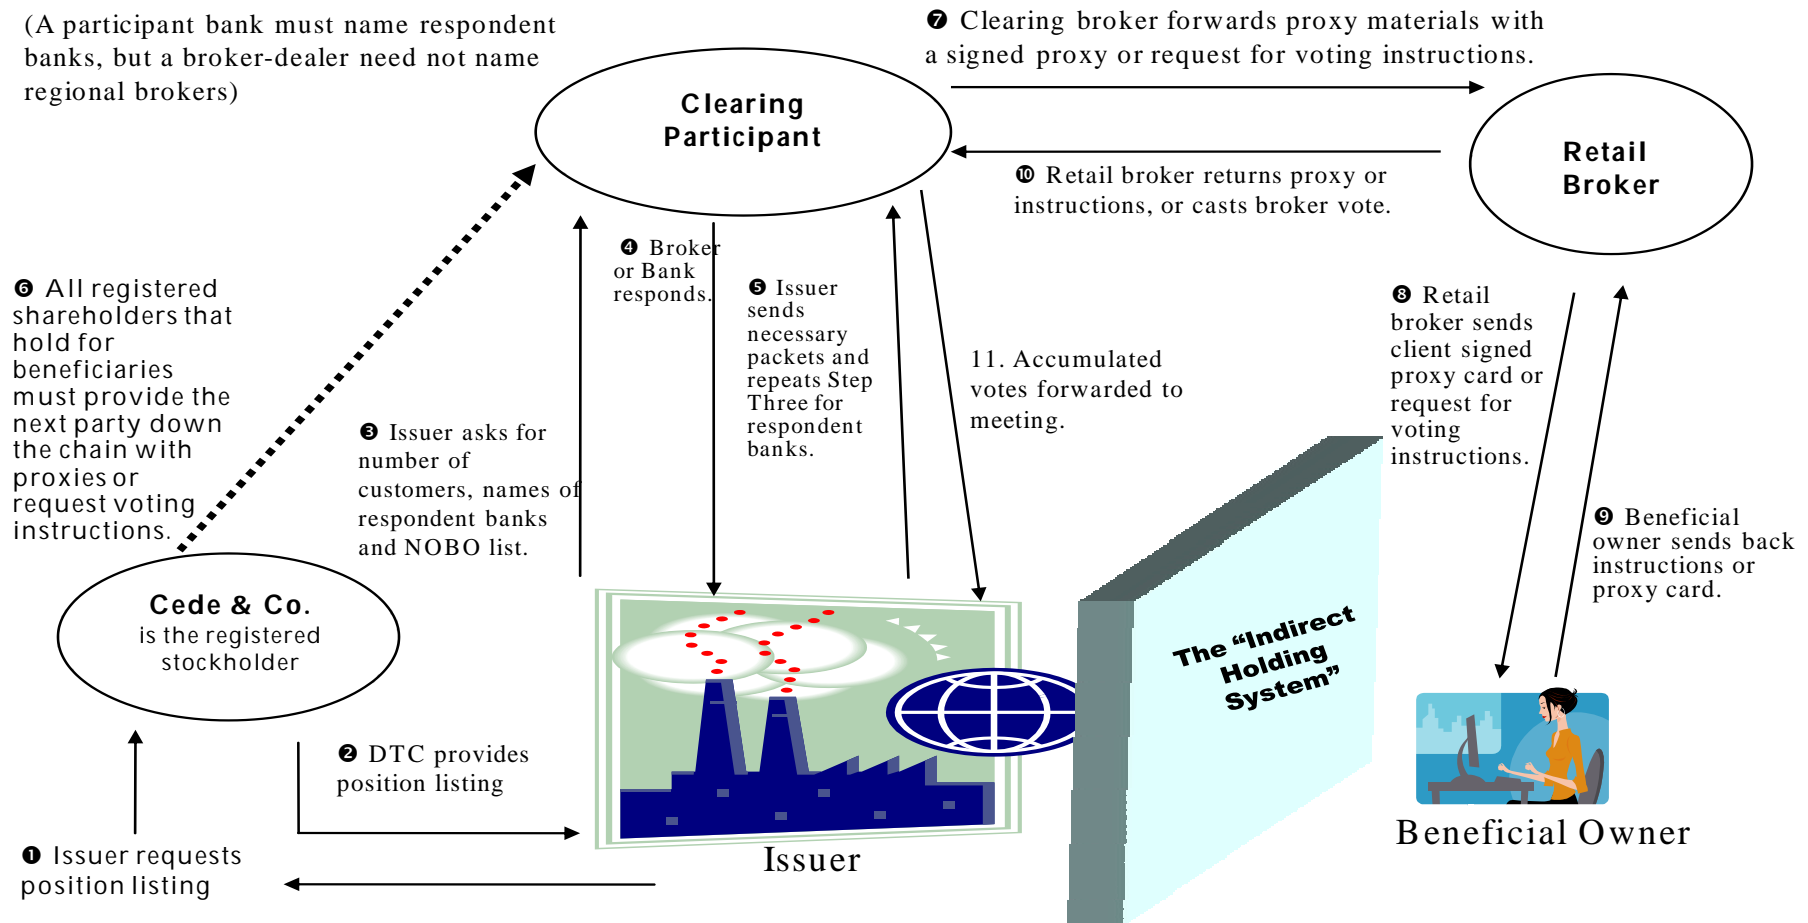 (A participant bank must name respondent
banks, but a broker-dealer need not name
regional brokers)
❼ Clearing broker forwards proxy materials with
a signed proxy or request for voting instructions.
Clearing
Participant
Retail
Broker
❿ Retail broker returns proxy or
instructions, or casts broker vote.
❹ Broker
or Bank
responds.
❺ Issuer
sends
necessary
packets and
repeats Step
Three for
respondent
banks.
❻ All registered
shareholders that
hold for
beneficiaries
must provide the
next party down
the chain with
proxies or
request voting
instructions.
❸ Issuer asks for
number of
customers, names of
respondent banks
and NOBO list.
11. Accumulated
votes forwarded to
meeting.
❽ Retail
broker sends
client signed
proxy card or
request for
voting
instructions.
❾ Beneficial
owner sends back
instructions or
proxy card.
Cede & Co.
is the registered
stockholder
The “Indirect
Holding
System”
❷ DTC provides
position listing
❶ Issuer requests
position listing
Issuer
Beneficial Owner